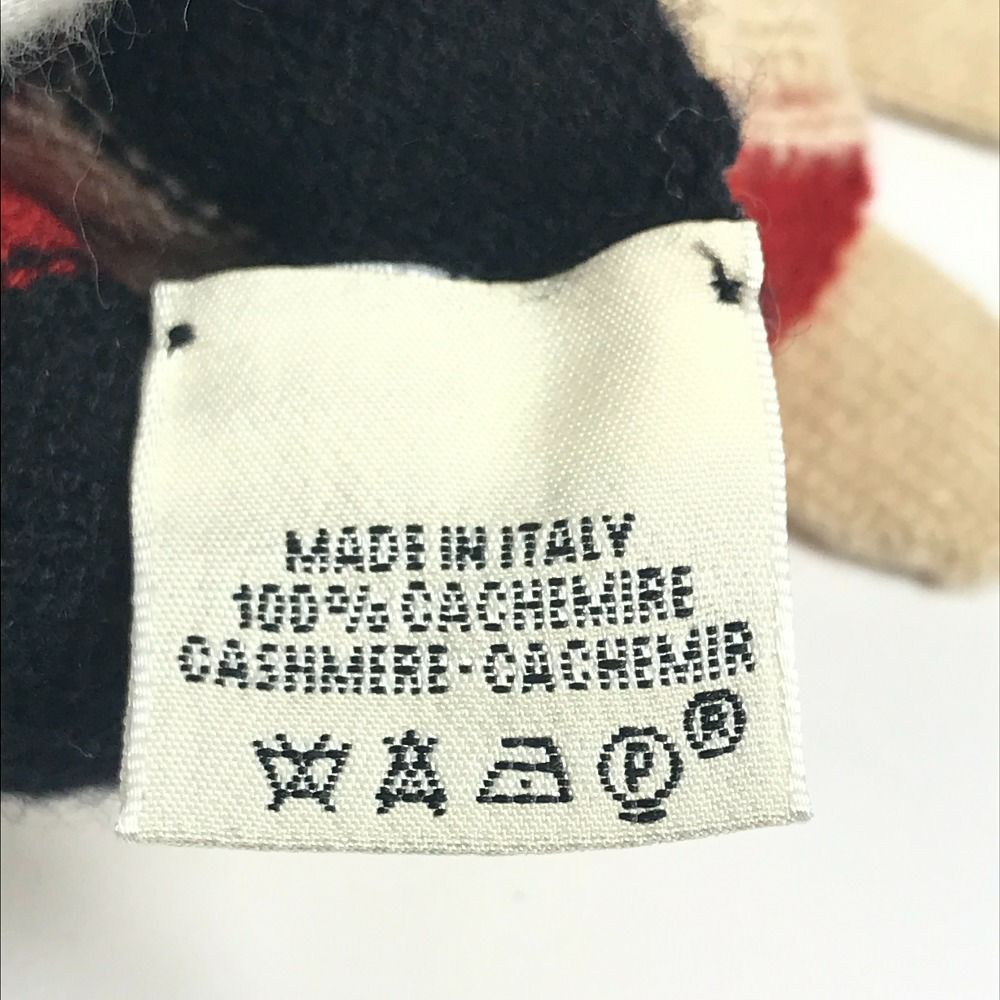 MADE IN ITALY
100% CACHEMIRE
CASHMERE·CACHEMIR
P ®